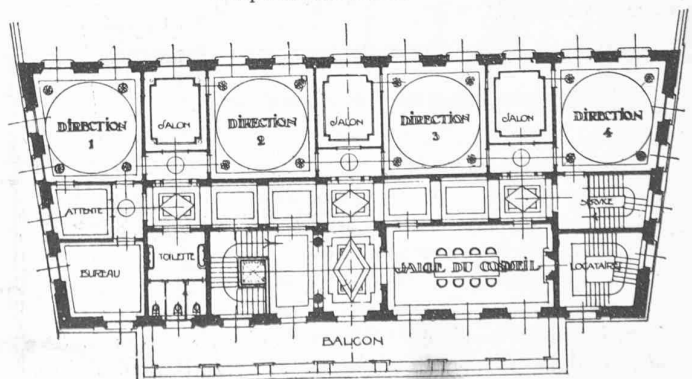 DIRECTION
1
SALON
DIRECTION
2
SALON
DIRECTION
3
SALON
DIRECTION
4
ATTENTE
SERVICE
BUREAU
TOILETTE
SALLE DU CONSEIL
LOCATAIRES
BALCON